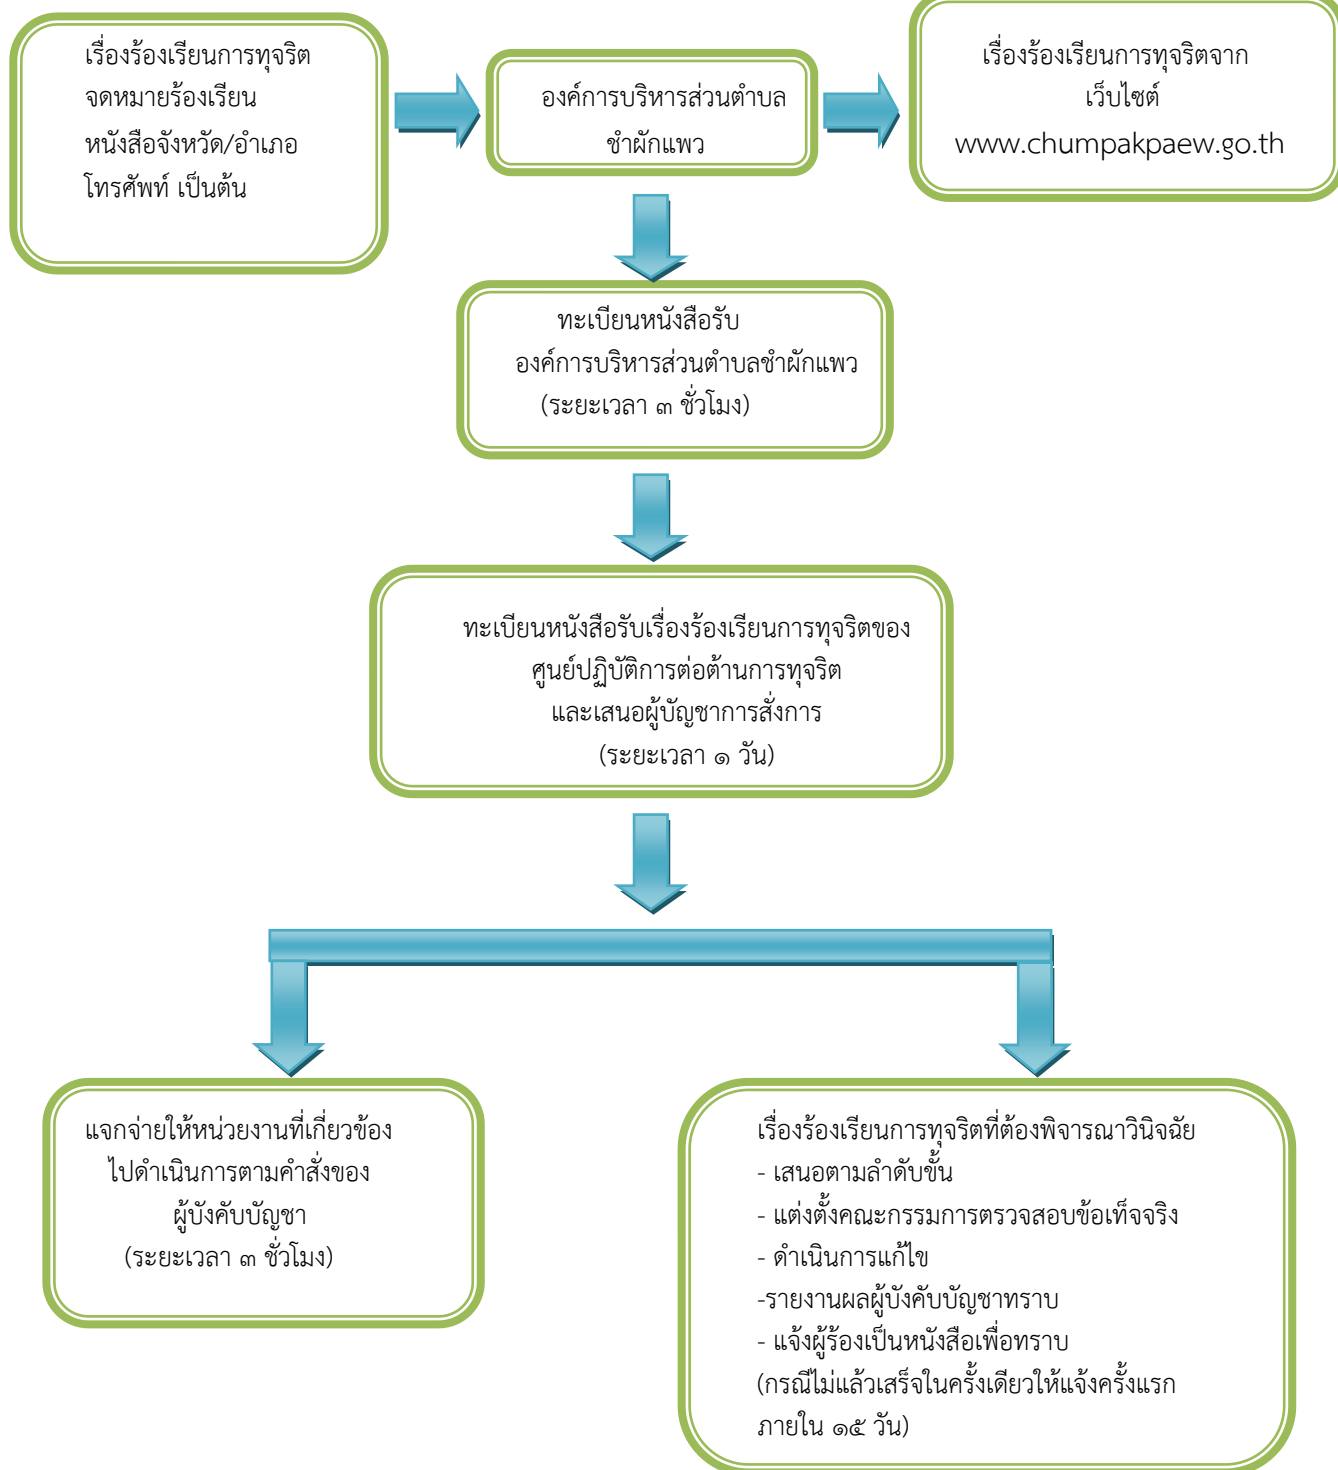 เรื่องร้องเรียนการทุจริต
จดหมายร้องเรียน
หนังสือจังหวัด/อำเภอ
โทรศัพท์ เป็นต้น
องค์การบริหารส่วนตำบล
ชำผักแพว
เรื่องร้องเรียนการทุจริตจาก
เว็บไซต์
www.chumpakpaew.go.th
ทะเบียนหนังสือรับ
องค์การบริหารส่วนตำบลชำผักแพว
(ระยะเวลา ๓ ชั่วโมง)
ทะเบียนหนังสือรับเรื่องร้องเรียนการทุจริตของ
ศูนย์ปฏิบัติการต่อต้านการทุจริต
และเสนอผู้บัญชาการสั่งการ
(ระยะเวลา ๑ วัน)
แจกจ่ายให้หน่วยงานที่เกี่ยวข้อง
ไปดำเนินการตามคำสั่งของ
ผู้บังคับบัญชา
(ระยะเวลา ๓ ชั่วโมง)
เรื่องร้องเรียนการทุจริตที่ต้องพิจารณาวินิจฉัย
- เสนอตามลำดับขั้น
- แต่งตั้งคณะกรรมการตรวจสอบข้อเท็จจริง
- ดำเนินการแก้ไข
-รายงานผลผู้บังคับบัญชาทราบ
- แจ้งผู้ร้องเป็นหนังสือเพื่อทราบ
(กรณีไม่แล้วเสร็จในครั้งเดียวให้แจ้งครั้งแรก
ภายใน ๑๕ วัน)